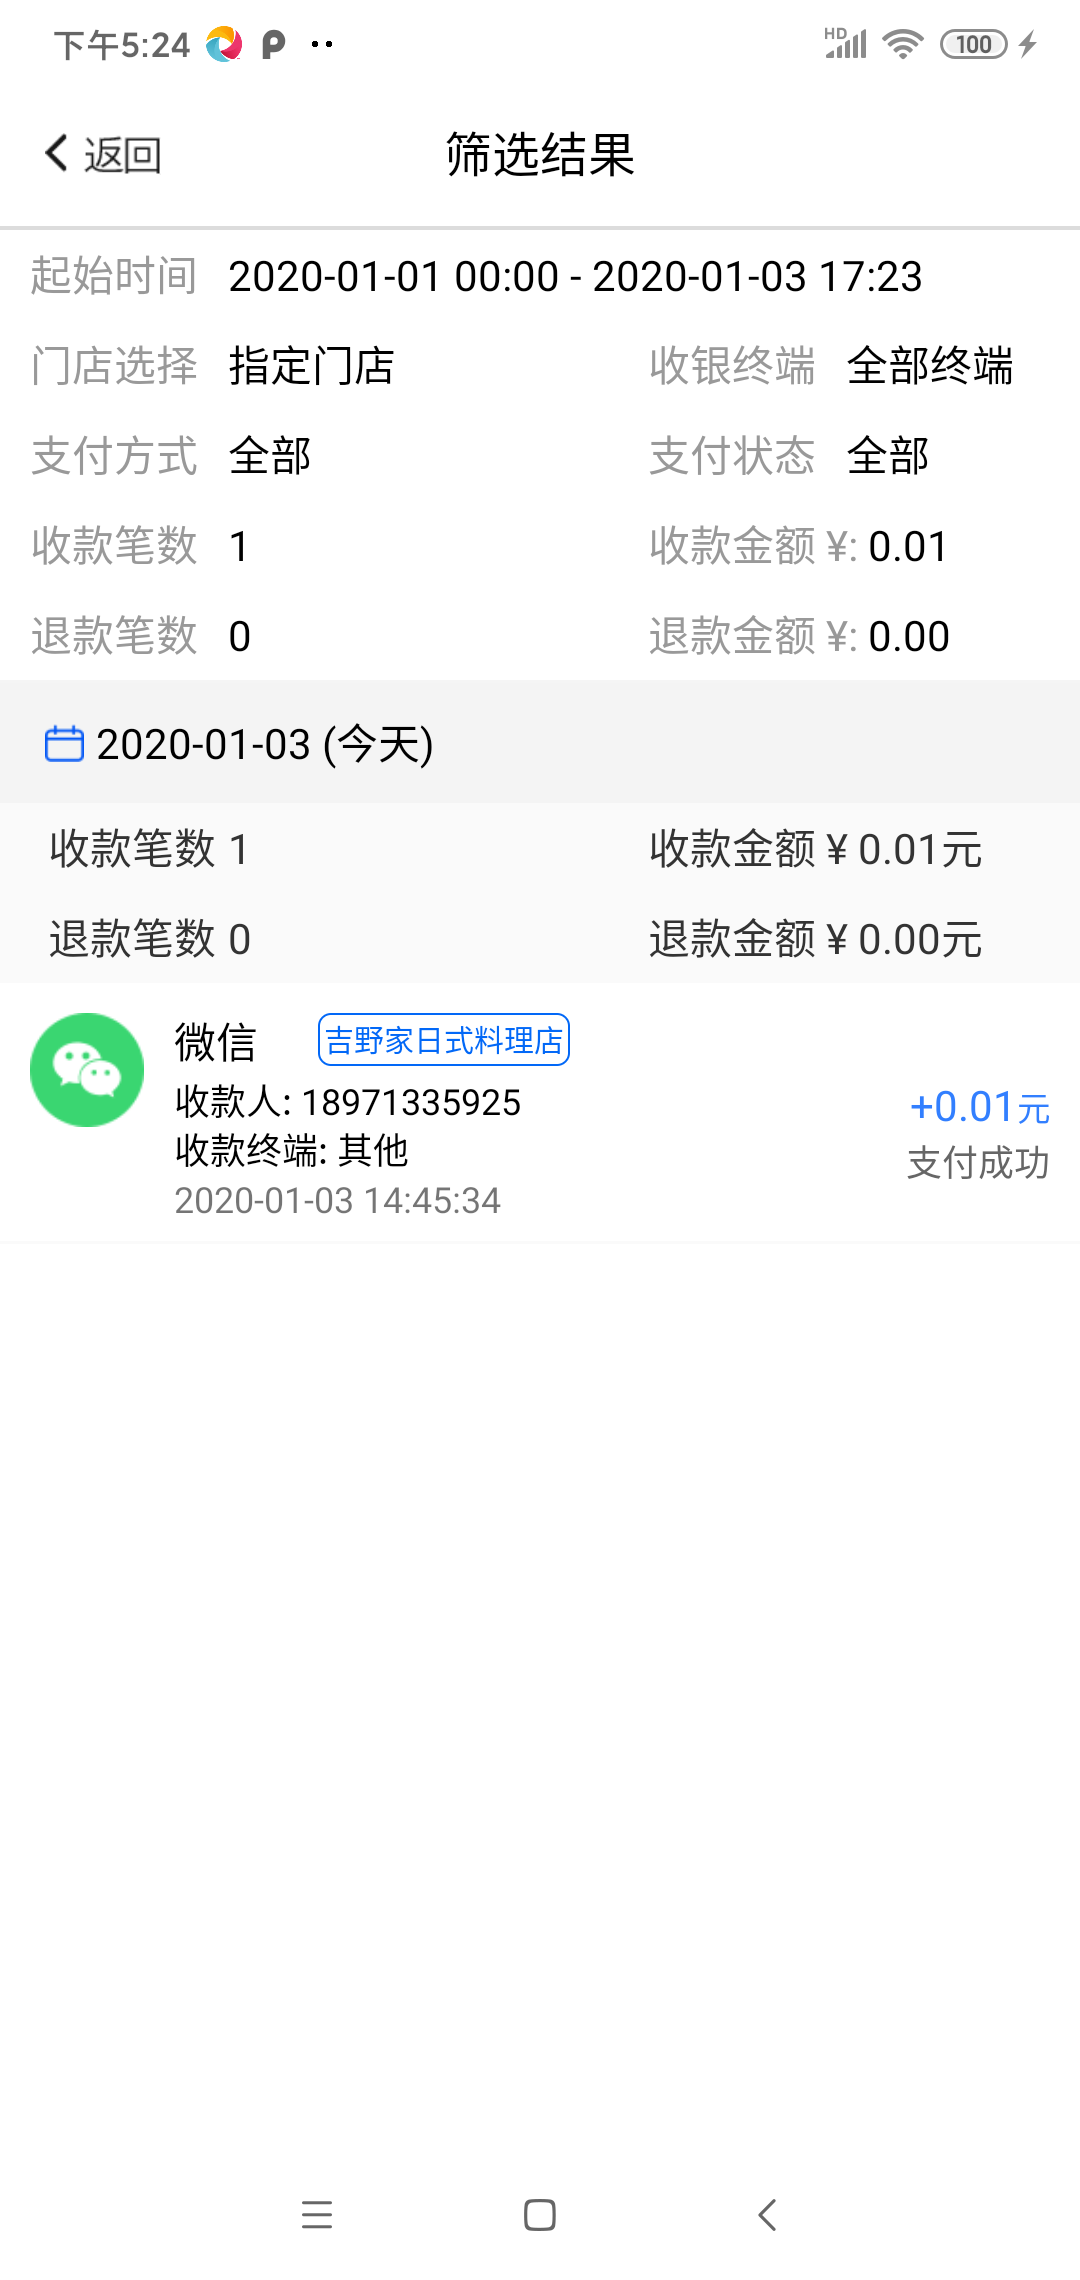 下午5:24
HD 100
返回
筛选结果
起始时间 2020-01-01 00:00 - 2020-01-03 17:23
门店选择 指定门店 收银终端 全部终端
支付方式 全部 支付状态 全部
收款笔数 1 收款金额 ¥: 0.01
退款笔数 0 退款金额 ¥: 0.00
2020-01-03 (今天)
收款笔数 1 收款金额 ¥ 0.01元
退款笔数 0 退款金额 ¥ 0.00元
微信 吉野家日式料理店
收款人: 18971335925
+0.01元
收款终端: 其他
支付成功
2020-01-03 14:45:34